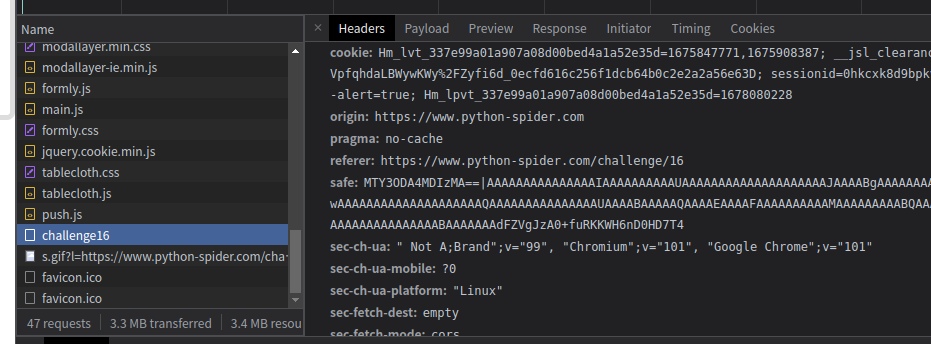 Name
modallayer.min.css
modallayer-ie.min.js
formly.js
main.js
formly.css
jquery.cookie.min.js
tablecloth.css
tablecloth.js
push.js
challenge16
s.gif?l=https://www.python-spider.com/cha
favicon.ico
favicon.ico
47 requests 3.3 MB transferred 3.4 MB resou
× Headers Payload Preview Response Initiator Timing Cookies
cookie: Hm_lvt_337e99a01a907a08d00bed4a1a52e35d=1675847771,1675908387; __jsl_clearanc
VpfqhdaLBWywKWy%2FZyfi6d_0ecfd616c256f1dcb64b0c2e2a2a56e63D; sessionid=0hkcxk8d9bpk
-alert=true; Hm_lpvt_337e99a01a907a08d00bed4a1a52e35d=1678080228
origin: https://www.python-spider.com
pragma: no-cache
referer: https://www.python-spider.com/challenge/16
safe: MTY3ODA4MDIzMA==|AAAAAAAAAAAAAAAIAAAAAAAAAAUAAAAAAAAAAAAAAAAAAAAJAAAABgAAAAAAAA
wAAAAAAAAAAAAAAAAAAAAQAAAAAAAAAAAAAAAUAAAABAAAAAQAAAAEAAAAFAAAAAAAAAAMAAAAAAAAABQAA
AAAAAAAAAAAAAAABAAAAAAAdFZVgJzA0+fuRKKWH6nD0HD7T4
sec-ch-ua: " Not A;Brand";v="99", "Chromium";v="101", "Google Chrome";v="101"
sec-ch-ua-mobile: ?0
sec-ch-ua-platform: "Linux"
sec-fetch-dest: empty
sec-fetch-mode: cors